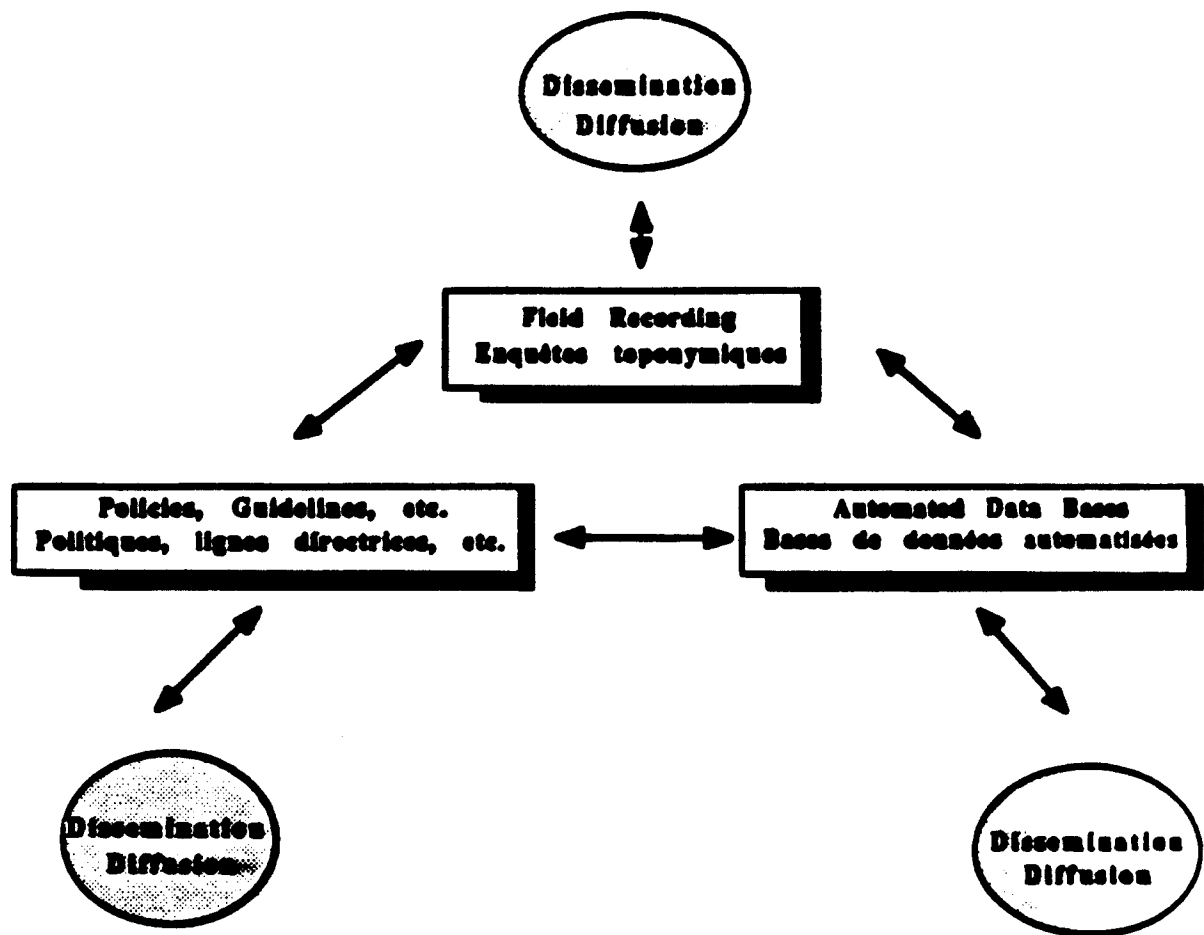 Dissemination
Diffusion
Field Recording
Enquêtes toponymiques
Policies, Guidelines, etc.
Politiques, lignes directrices, etc.
Automated Data Bases
Bases de données automatisées
Dissemination
Diffusion
Dissemination
Diffusion